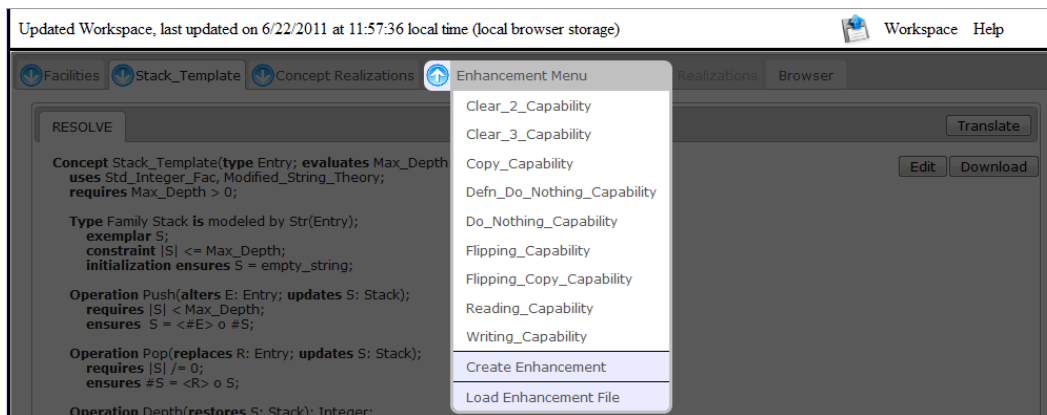 Updated Workspace, last updated on 6/22/2011 at 11:57:36 local time (local browser storage)
Workspace Help
Facilities Stack_Template Concept Realizations Enhancement Menu Realizations Browser
RESOLVE
Translate
Edit Download
Concept Stack_Template(type Entry; evaluates Max_Depth
uses Std_Integer_Fac, Modified_String_Theory;
requires Max_Depth > 0;
Type Family Stack is modeled by Str(Entry);
exemplar S;
constraint |S| <= Max_Depth;
initialization ensures S = empty_string;
Operation Push(alters E: Entry; updates S: Stack);
requires |S| < Max_Depth;
ensures S = <#E> o #S;
Operation Pop(replaces R: Entry; updates S: Stack);
requires |S| /= 0;
ensures #S = <R> o S;
Operation Depth(restores S: Stack): Integer;
Clear_2_Capability
Clear_3_Capability
Copy_Capability
Defn_Do_Nothing_Capability
Do_Nothing_Capability
Flipping_Capability
Flipping_Copy_Capability
Reading_Capability
Writing_Capability
Create Enhancement
Load Enhancement File